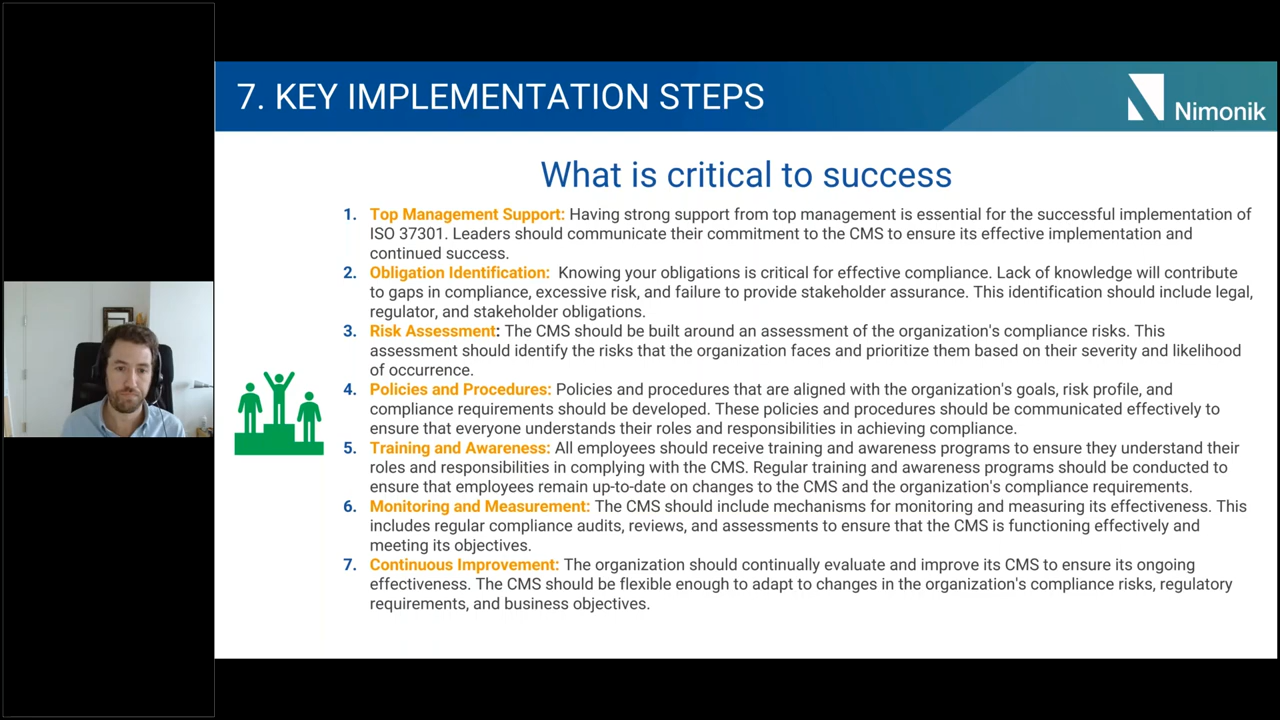 7. KEY IMPLEMENTATION STEPS
Nimonik
What is critical to success
1. Top Management Support: Having strong support from top management is essential for the successful implementation of
ISO 37301. Leaders should communicate their commitment to the CMS to ensure its effective implementation and
continued success.
2. Obligation Identification: Knowing your obligations is critical for effective compliance. Lack of knowledge will contribute
to gaps in compliance, excessive risk, and failure to provide stakeholder assurance. This identification should include legal,
regulator, and stakeholder obligations.
3. Risk Assessment: The CMS should be built around an assessment of the organization's compliance risks. This
assessment should identify the risks that the organization faces and prioritize them based on their severity and likelihood
of occurrence.
4. Policies and Procedures: Policies and procedures that are aligned with the organization's goals, risk profile, and
compliance requirements should be developed. These policies and procedures should be communicated effectively to
ensure that everyone understands their roles and responsibilities in achieving compliance.
5. Training and Awareness: All employees should receive training and awareness programs to ensure they understand their
roles and responsibilities in complying with the CMS. Regular training and awareness programs should be conducted to
ensure that employees remain up-to-date on changes to the CMS and the organization's compliance requirements.
6. Monitoring and Measurement: The CMS should include mechanisms for monitoring and measuring its effectiveness. This
includes regular compliance audits, reviews, and assessments to ensure that the CMS is functioning effectively and
meeting its objectives.
7. Continuous Improvement: The organization should continually evaluate and improve its CMS to ensure its ongoing
effectiveness. The CMS should be flexible enough to adapt to changes in the organization's compliance risks, regulatory
requirements, and business objectives.